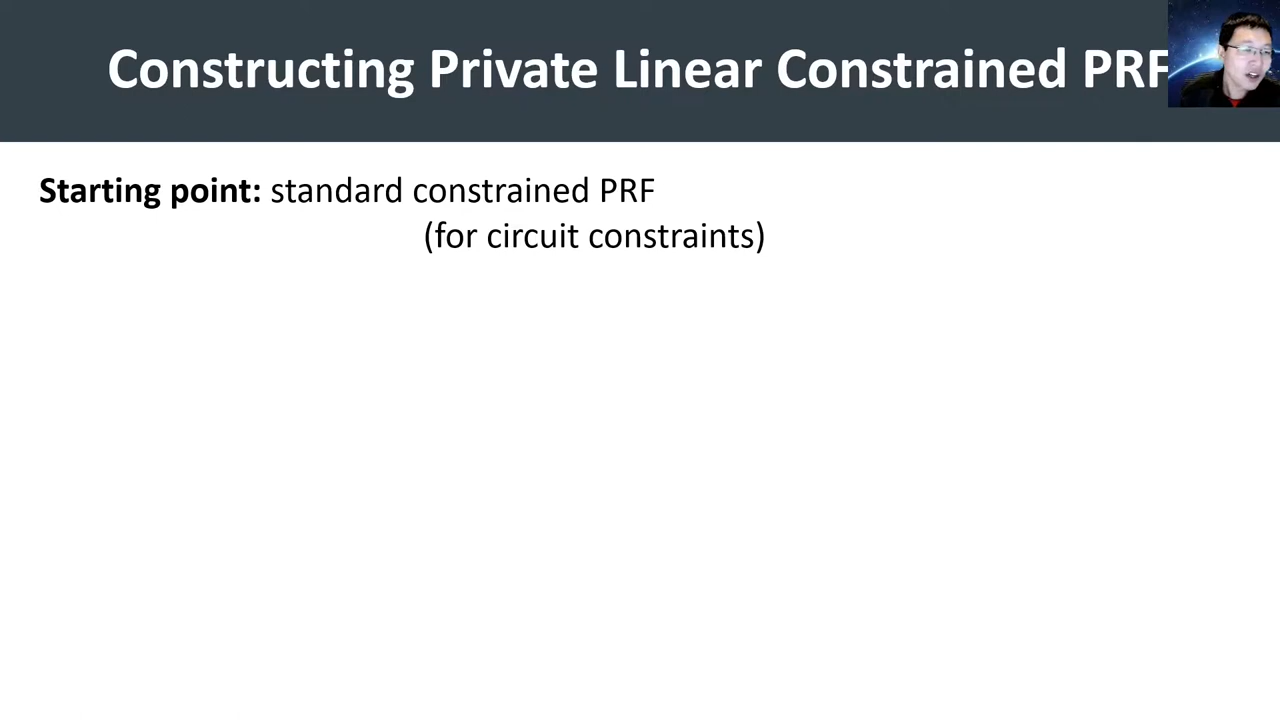 Constructing Private Linear Constrained PRF
Starting point: standard constrained PRF
(for circuit constraints)